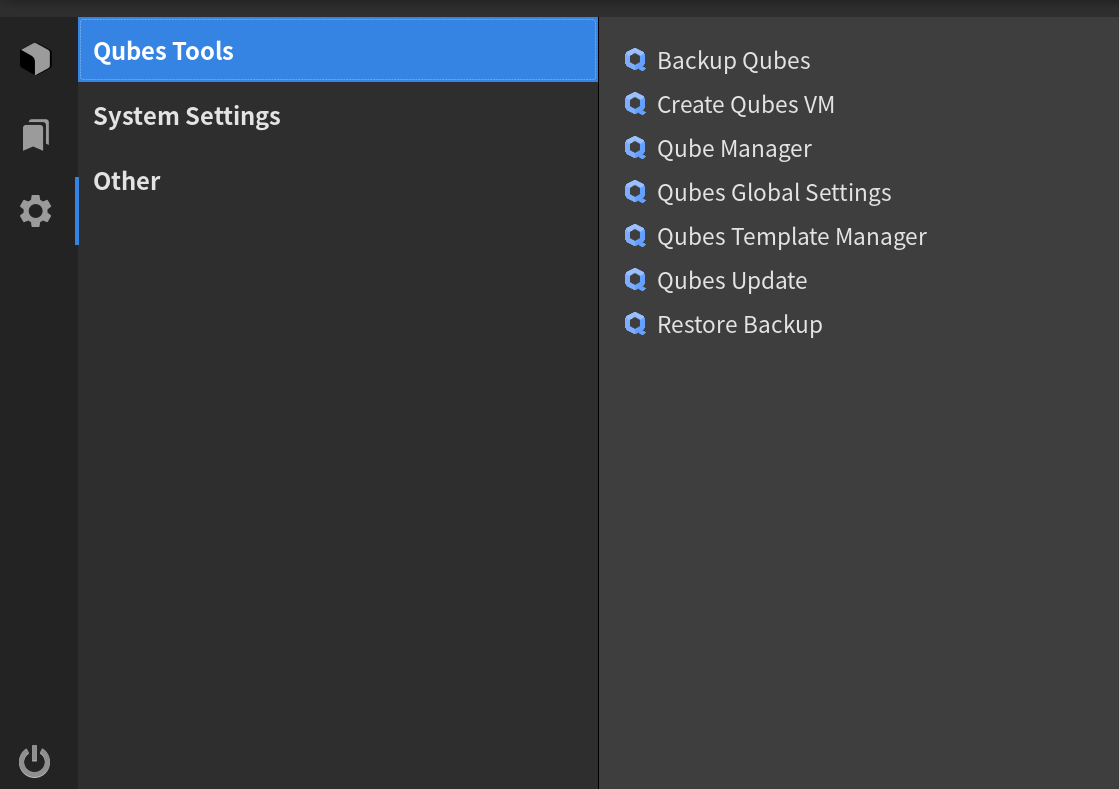 Qubes Tools
System Settings
Other
Backup Qubes
Create Qubes VM
Qube Manager
Qubes Global Settings
Qubes Template Manager
Qubes Update
Restore Backup